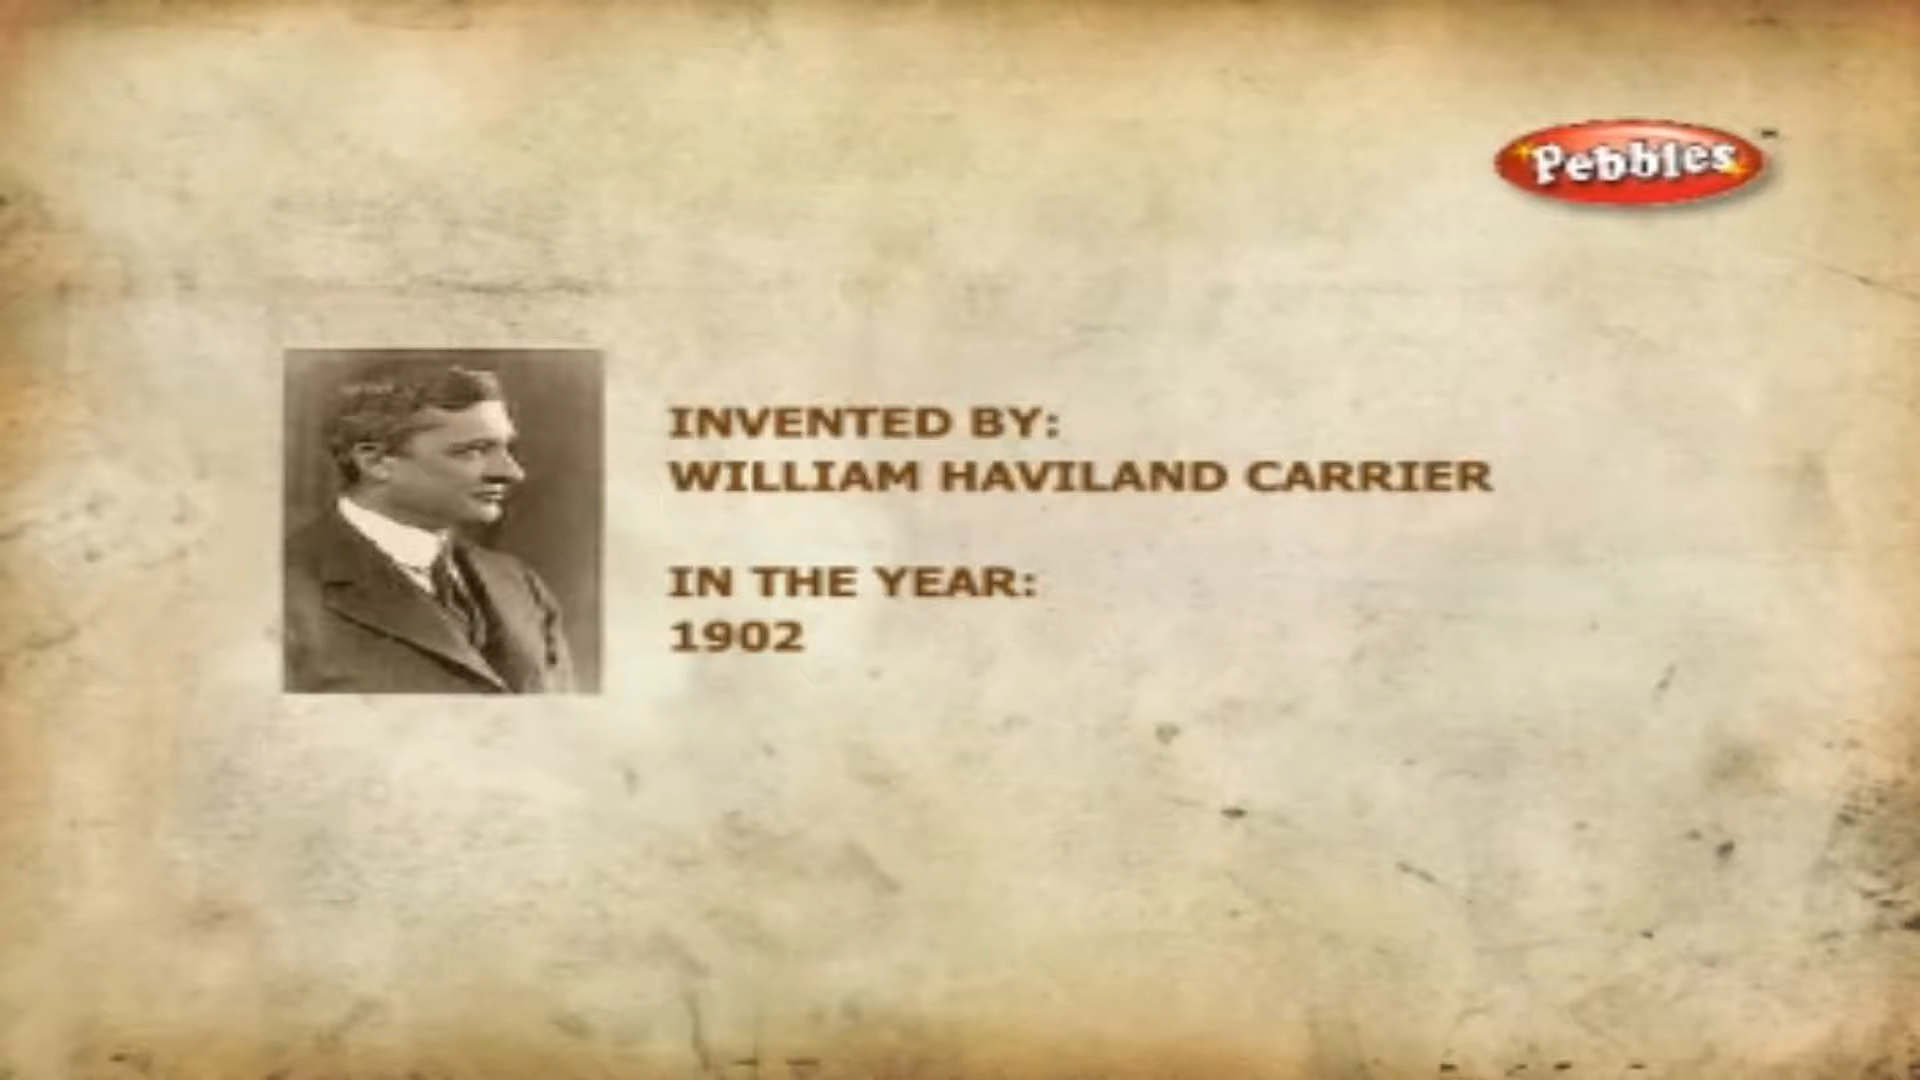 Pebbles
INVENTED BY:
WILLIAM HAVILAND CARRIER
IN THE YEAR:
1902